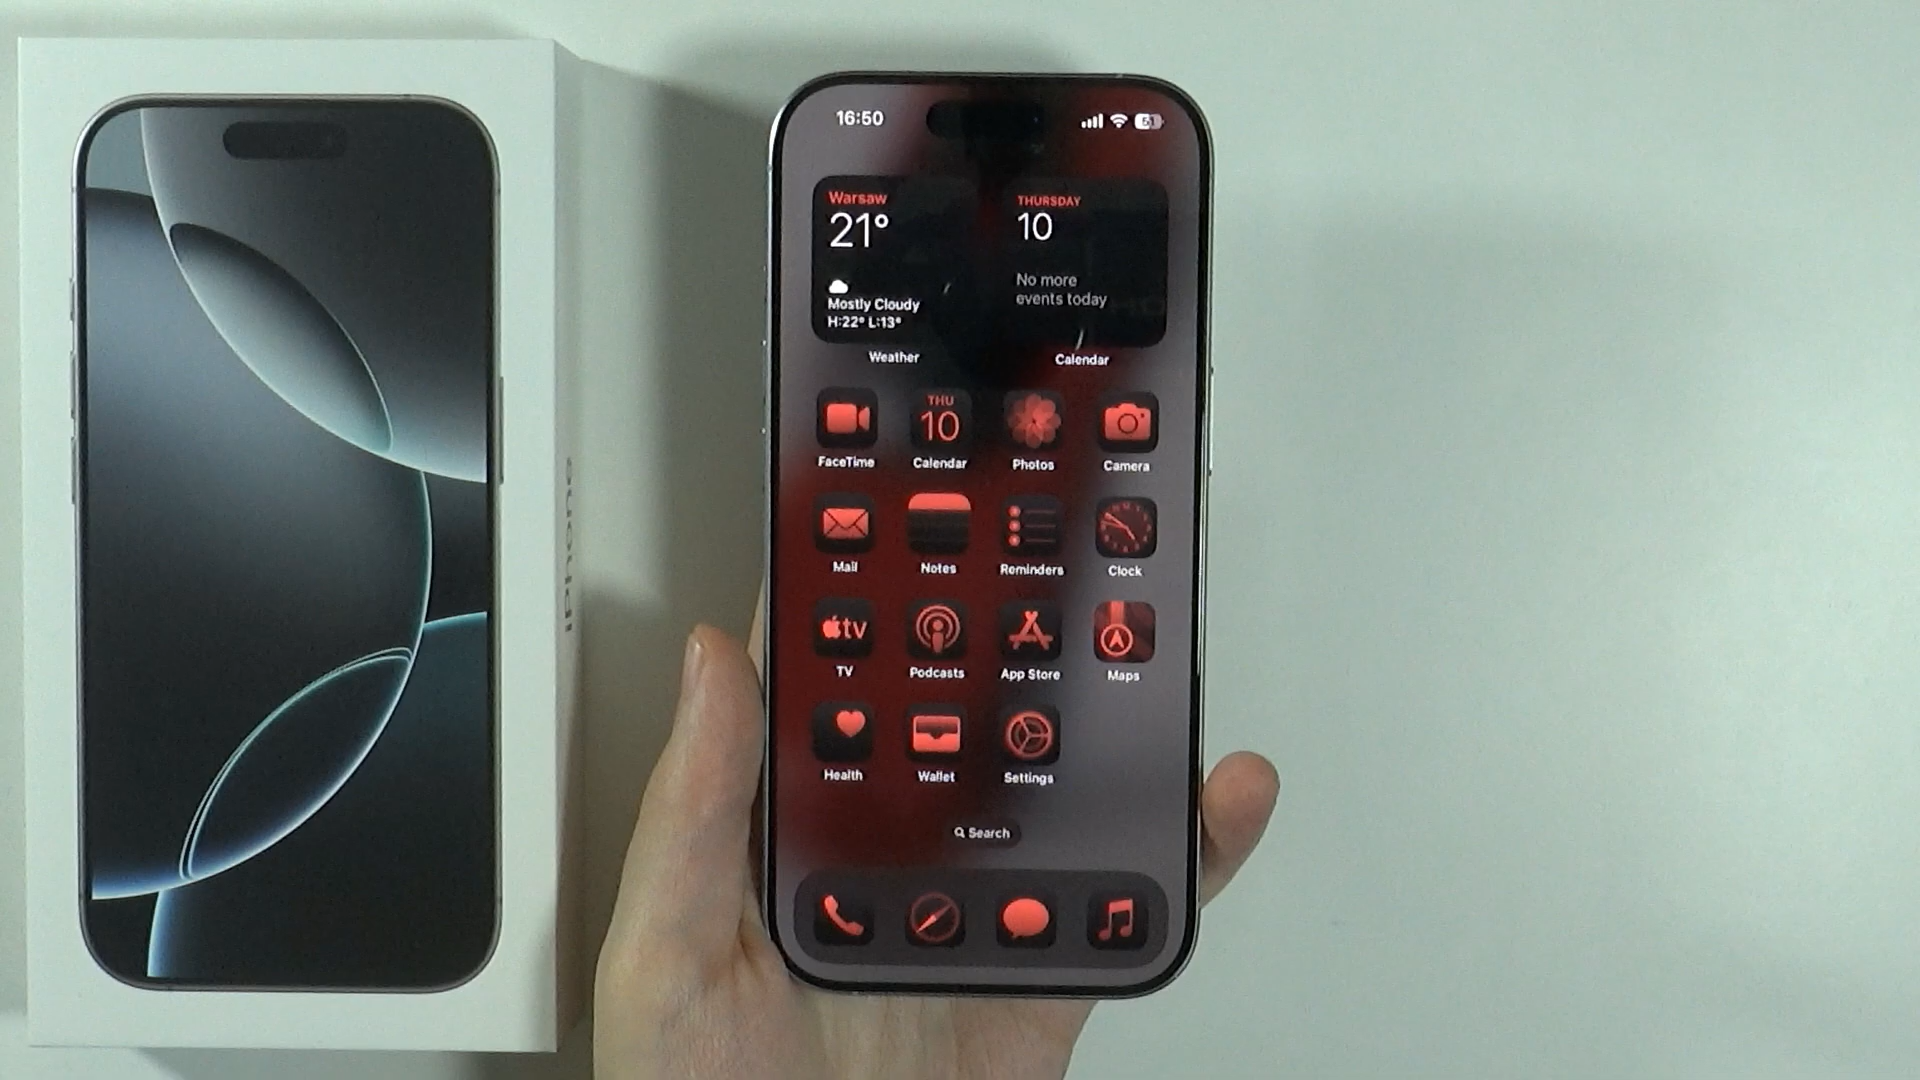 iPhone
16:50
51
Warsaw
21°
Mostly Cloudy
H:22° L:13°
Weather
THURSDAY
10
No more
events today
Calendar
THU
10
FaceTime
Calendar
Photos
Camera
Mail
Notes
Reminders
Clock
tv
TV
Podcasts
App Store
Maps
Health
Wallet
Settings
Search